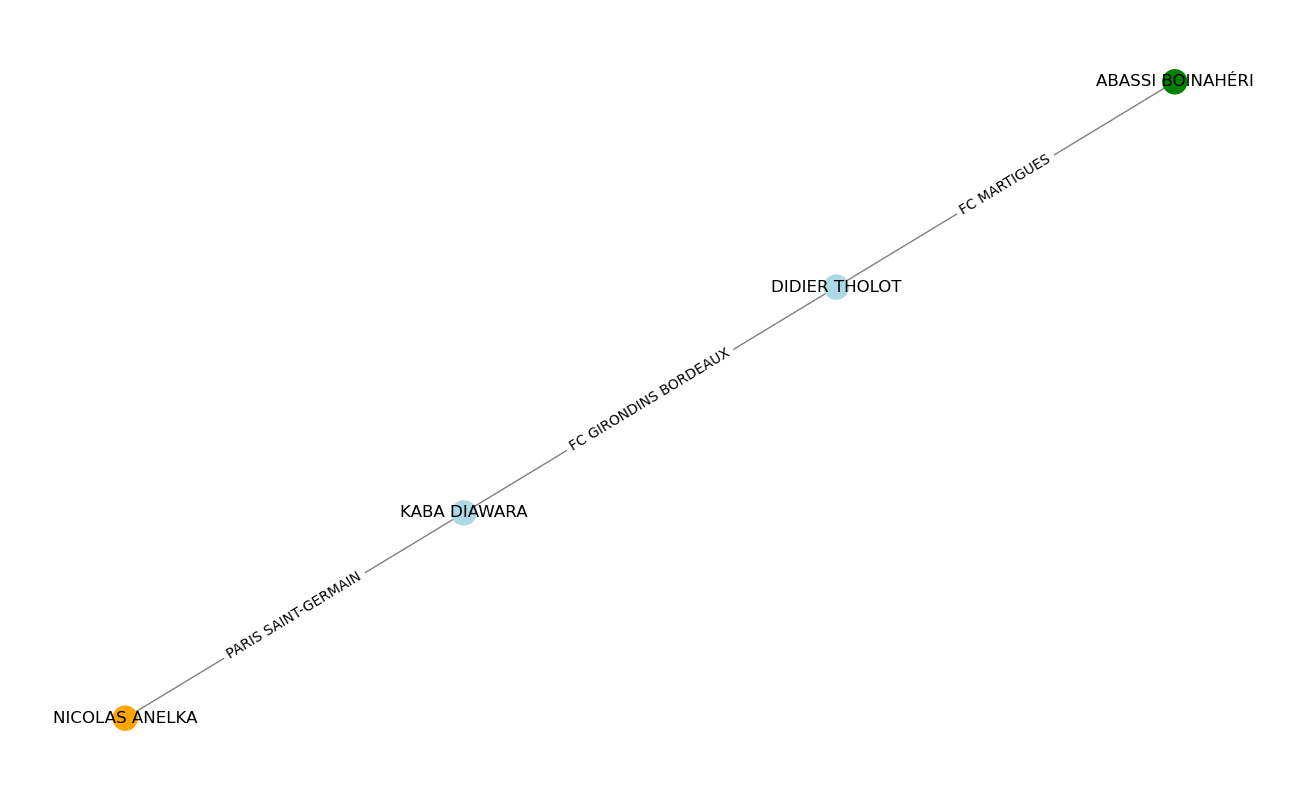 ABASSI BOINAHÉRI
FC MARTIGUES
DIDIER THOLOT
FC GIRONDINS BORDEAUX
KABA DIAWARA
PARIS SAINT-GERMAIN
NICOLAS ANELKA